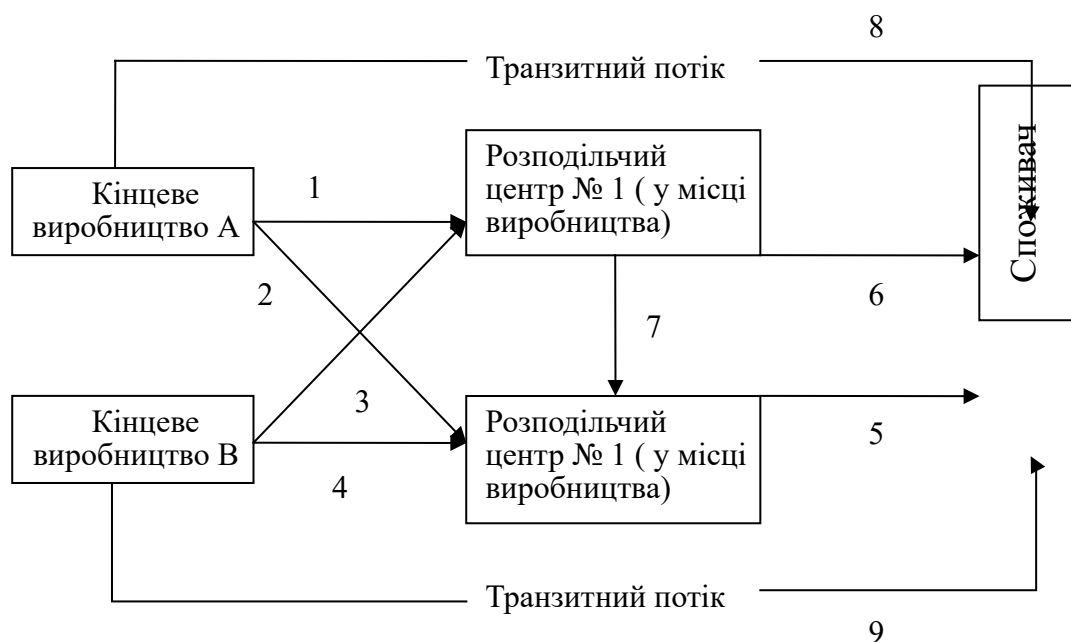 8
Транзитний потік
Розподільчий
центр № 1 ( у місці
виробництва)
Споживач
Кінцеве
виробництво А
1
2
6
7
3
Кінцеве
виробництво В
Розподільчий
центр № 1 ( у місці
виробництва)
5
4
Транзитний потік
9